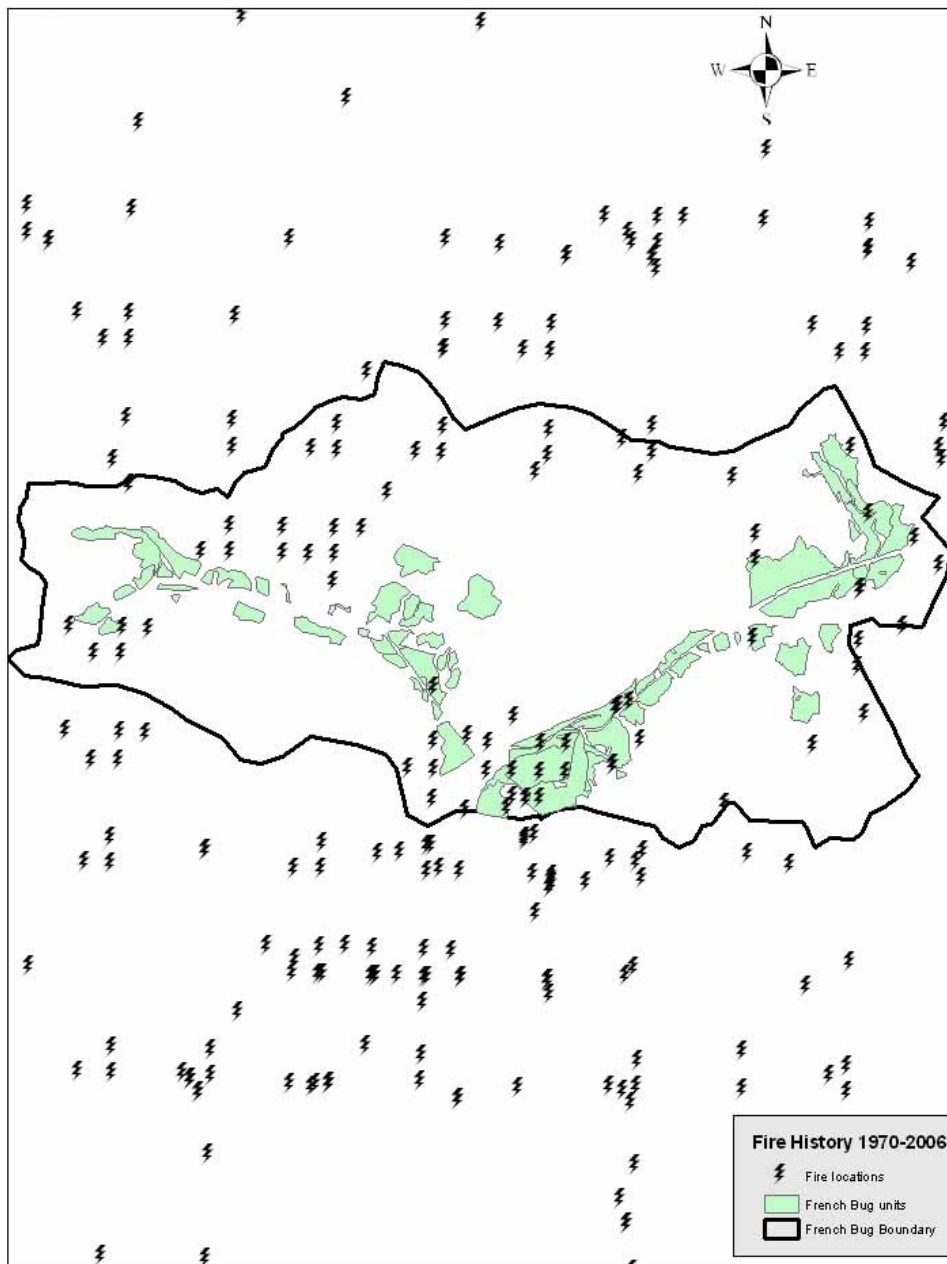 N
W E
S
Fire History 1970-2006
Fire locations
French Bug units
French Bug Boundary